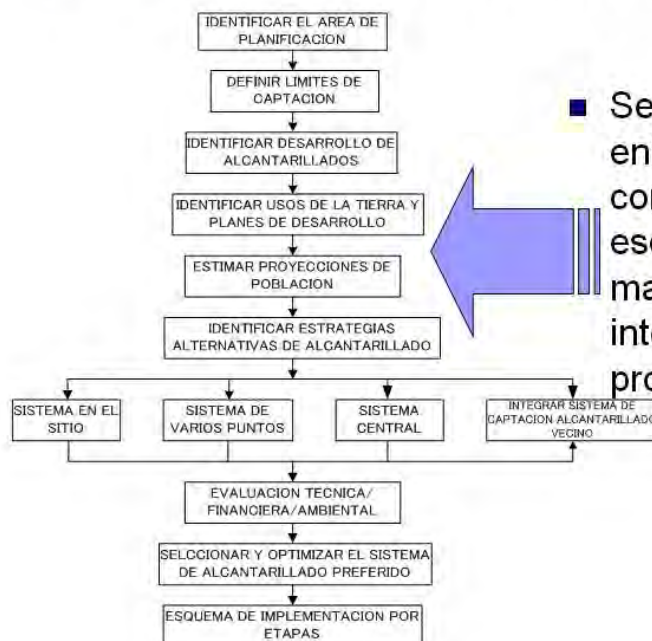 IDENTIFICAR EL AREA DE
PLANIFICACION
DEFINIR LIMITES DE
CAPTACION
IDENTIFICAR DESARROLLO DE
ALCANTARILLADOS
IDENTIFICAR USOS DE LA TIERRA Y
PLANES DE DESARROLLO
ESTIMAR PROYECCIONES DE
POBLACION
IDENTIFICAR ESTRATEGIAS
ALTERNATIVAS DE ALCANTARILLADO
SISTEMA EN EL
SITIO
SISTEMA DE
VARIOS PUNTOS
SISTEMA
CENTRAL
INTEGRAR SISTEMA DE
CAPTACION ALCANTARILLADO
VECINO
EVALUACION TECNICA/
FINANCIERA/AMBIENTAL
SELCCIONAR Y OPTIMIZAR EL SISTEMA
DE ALCANTARILLADO PREFERIDO
ESQUEMA DE IMPLEMENTACION POR
ETAPAS
Se
en
ma